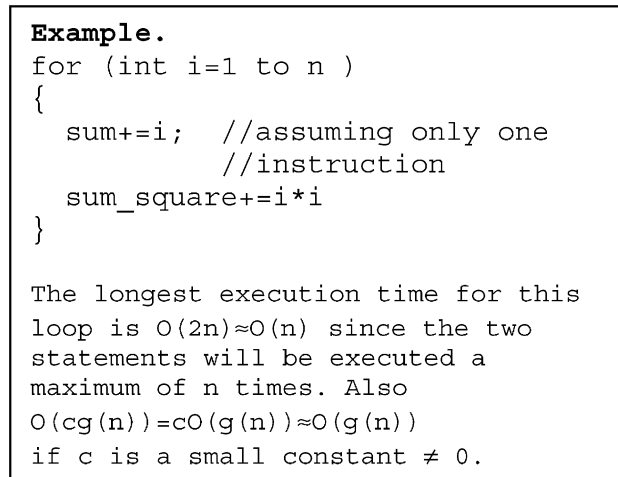 Example.
for (int i=1 to n )
{
sum+=i; //assuming only one
//instruction
sum_square+=i*i
}
The longest execution time for this
loop is O(2n)≈O(n) since the two
statements will be executed a
maximum of n times. Also
O(cg(n))=cO(g(n))≈O(g(n))
if c is a small constant ≠ 0.